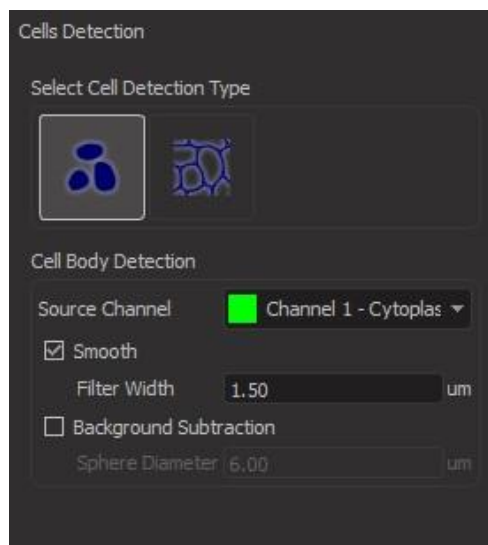 Cells Detection
Select Cell Detection Type
Cell Body Detection
Source Channel Channel 1 - Cytoplas
Smooth
Filter Width 1.50 um
Background Subtraction
Sphere Diameter 6.00 um